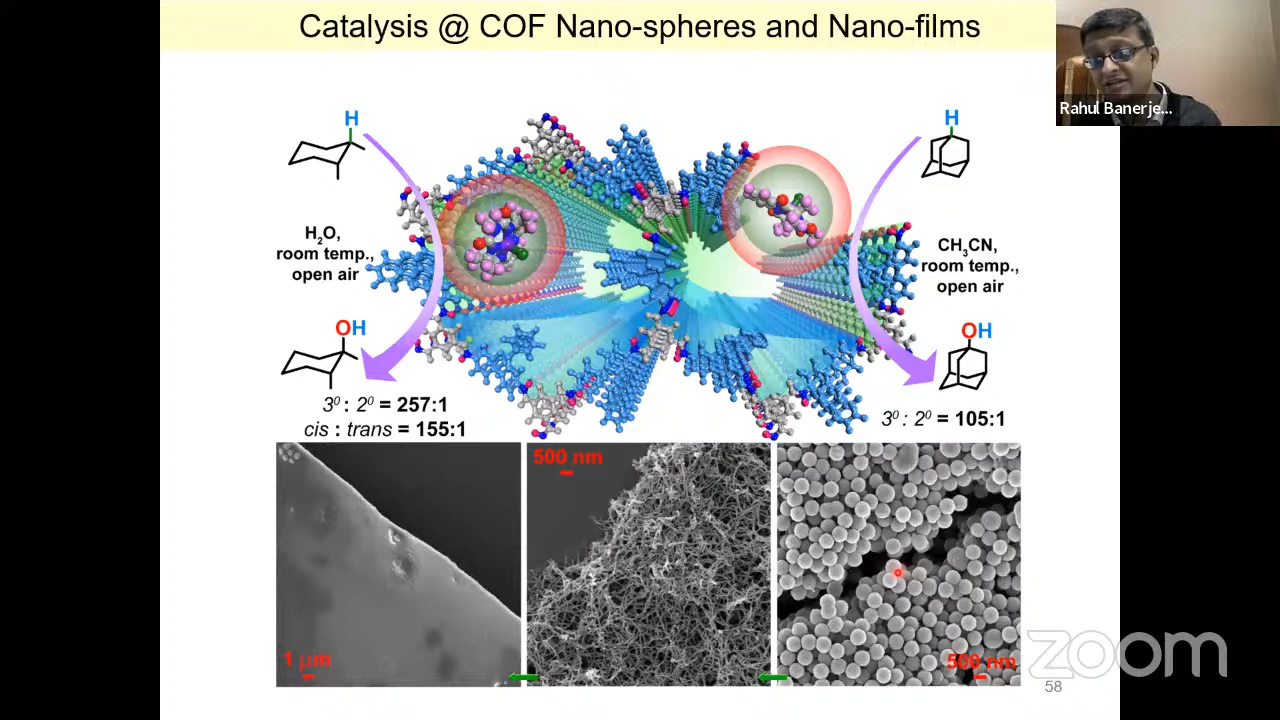 Catalysis @ COF Nano-spheres and Nano-films
Rahul Banerje...
H
H₂O,
room temp.,
open air
OH
3⁰ : 2⁰ = 257:1
cis : trans = 155:1
H
CH₃CN,
room temp.,
open air
OH
3⁰ : 2⁰ = 105:1
1 μm
500 nm
500 nm
zoom
58